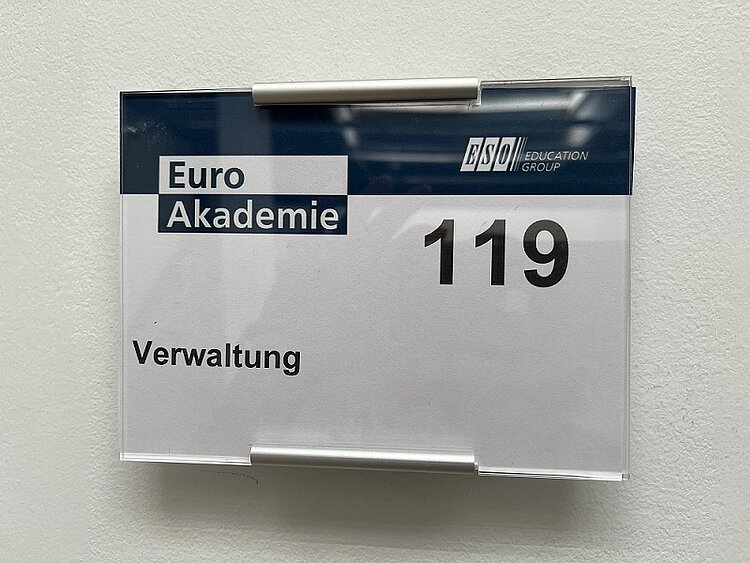 Euro
Akademie
ESO EDUCATION
GROUP
119
Verwaltung